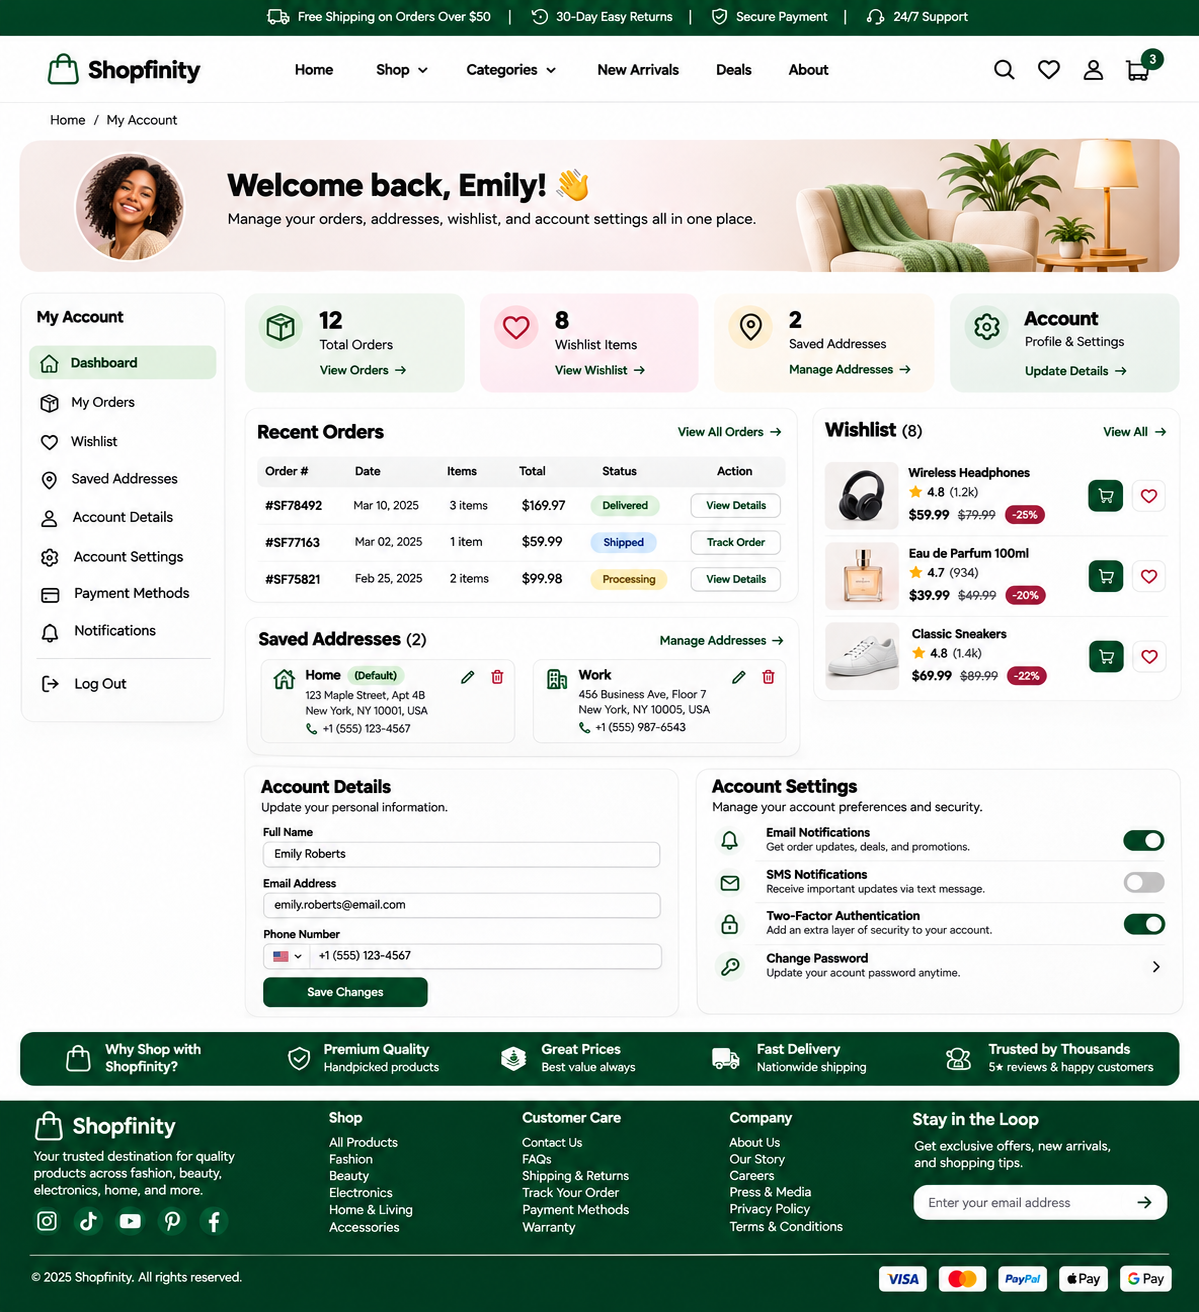 Free Shipping on Orders Over $50 | 30-Day Easy Returns | Secure Payment | 24/7 Support
Shopfinity
Home Shop Categories New Arrivals Deals About
3
Home / My Account
Welcome back, Emily! 👋
Manage your orders, addresses, wishlist, and account settings all in one place.
My Account
Dashboard
My Orders
Wishlist
Saved Addresses
Account Details
Account Settings
Payment Methods
Notifications
Log Out
12
Total Orders
View Orders →
8
Wishlist Items
View Wishlist →
2
Saved Addresses
Manage Addresses →
Account
Profile & Settings
Update Details →
Recent Orders
View All Orders →
Order # Date Items Total Status Action
#SF78492 Mar 10, 2025 3 items $169.97 Delivered View Details
#SF77163 Mar 02, 2025 1 item $59.99 Shipped Track Order
#SF75821 Feb 25, 2025 2 items $99.98 Processing View Details
Wishlist (8)
View All →
Wireless Headphones
4.8 (1.2k)
$59.99 $79.99 -25%
Eau de Parfum 100ml
4.7 (934)
$39.99 $49.99 -20%
Classic Sneakers
4.8 (1.4k)
$69.99 $89.99 -22%
Saved Addresses (2)
Manage Addresses →
Home (Default)
123 Maple Street, Apt 4B
New York, NY 10001, USA
+1 (555) 123-4567
Work
456 Business Ave, Floor 7
New York, NY 10005, USA
+1 (555) 987-6543
Account Details
Update your personal information.
Full Name
Emily Roberts
Email Address
emily.roberts@email.com
Phone Number
+1 (555) 123-4567
Save Changes
Account Settings
Manage your account preferences and security.
Email Notifications
Get order updates, deals, and promotions.
SMS Notifications
Receive important updates via text message.
Two-Factor Authentication
Add an extra layer of security to your account.
Change Password
Update your acount password anytime.
Why Shop with
Shopfinity?
Premium Quality
Handpicked products
Great Prices
Best value always
Fast Delivery
Nationwide shipping
Trusted by Thousands
5★ reviews & happy customers
Shopfinity
Your trusted destination for quality
products across fashion, beauty,
electronics, home, and more.
Shop
All Products
Fashion
Beauty
Electronics
Home & Living
Accessories
Customer Care
Contact Us
FAQs
Shipping & Returns
Track Your Order
Payment Methods
Warranty
Company
About Us
Our Story
Careers
Press & Media
Privacy Policy
Terms & Conditions
Stay in the Loop
Get exclusive offers, new arrivals,
and shopping tips.
Enter your email address →
© 2025 Shopfinity. All rights reserved.
VISA PayPal Pay G Pay